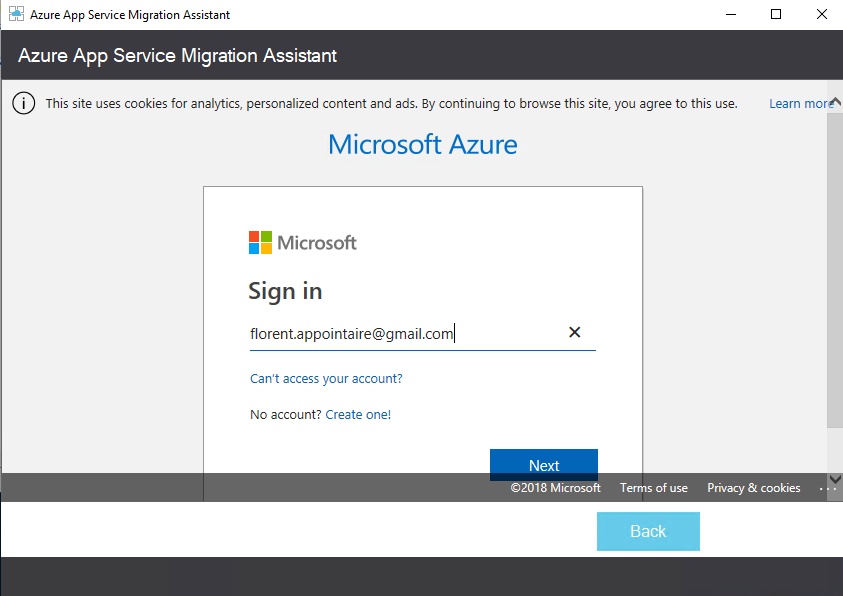 Azure App Service Migration Assistant
Azure App Service Migration Assistant
This site uses cookies for analytics, personalized content and ads. By continuing to browse this site, you agree to this use. Learn more
Microsoft Azure
Microsoft
Sign in
florent.appointaire@gmail.com
Can't access your account?
No account? Create one!
Next
©2018 Microsoft Terms of use Privacy & cookies ...
Back